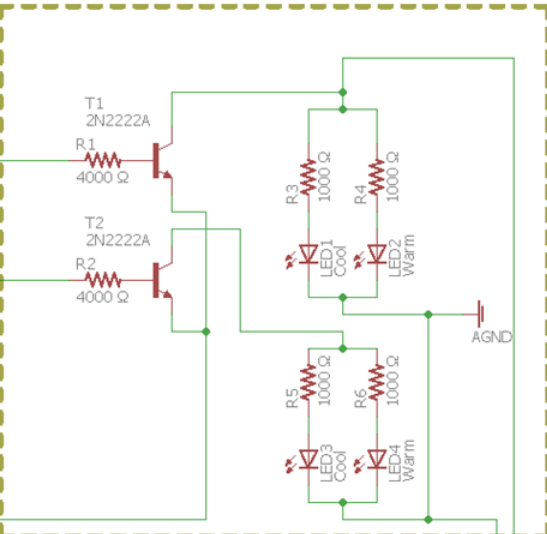 T1
2N2222A
R1
4000 Ω
T2
2N2222A
R2
4000 Ω
R3
1000 Ω
R4
1000 Ω
LED1
Cool
LED2
Warm
AGND
R5
1000 Ω
R6
1000 Ω
LED3
Cool
LED4
Warm